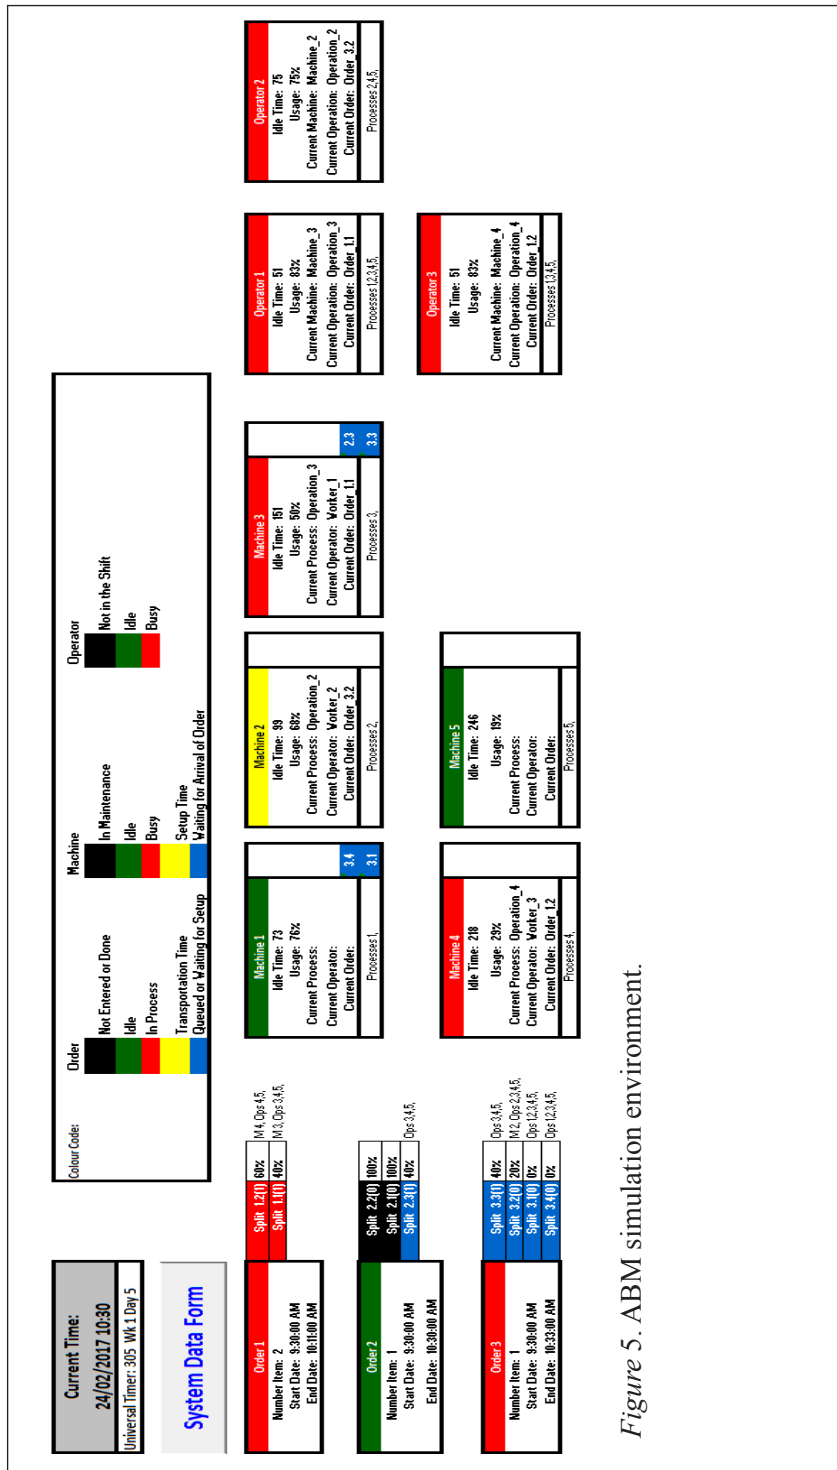 Current Time:
24/02/2017 10:30
Universal Timer: 305 Wk 1 Day 5
System Data Form
Colour Code:
Order
Not Entered or Done
Idle
In Process
Transportation Time
Queued or Waiting for Setup
Machine
In Maintenance
Idle
Busy
Setup Time
Waiting for Arrival of Order
Operator
Not in the Shift
Idle
Busy
Order 1
Number Item: 2
Start Date: 9:30:00 AM
End Date: 10:11:00 AM
Split 1.2(1) 60% M 4, Ops 4,5,
Split 1.1(1) 40% M 3, Ops 3,4,5,
Order 2
Number Item: 1
Start Date: 9:30:00 AM
End Date: 10:30:00 AM
Split 2.2(0) 100%
Split 2.1(0) 100%
Split 2.3(1) 40% Ops 3,4,5,
Order 3
Number Item: 1
Start Date: 9:30:00 AM
End Date: 10:33:00 AM
Split 3.3(1) 40% Ops 3,4,5,
Split 3.2(0) 20% M 2, Ops 2,3,4,5,
Split 3.1(0) 0% Ops 1,2,3,4,5,
Split 3.4(0) 0% Ops 1,2,3,4,5,
Machine 1
Idle Time: 73
Usage: 76%
Current Process:
Current Operator:
Current Order:
Processes 1,
3.4
3.1
Machine 2
Idle Time: 99
Usage: 68%
Current Process: Operation_2
Current Operator: Worker_2
Current Order: Order_3.2
Processes 2,
Machine 3
Idle Time: 151
Usage: 50%
Current Process: Operation_3
Current Operator: Worker_1
Current Order: Order_1.1
Processes 3,
2.3
3.3
Machine 4
Idle Time: 218
Usage: 29%
Current Process: Operation_4
Current Operator: Worker_3
Current Order: Order_1.2
Processes 4,
Machine 5
Idle Time: 246
Usage: 19%
Current Process:
Current Operator:
Current Order:
Processes 5,
Operator 1
Idle Time: 51
Usage: 83%
Current Machine: Machine_3
Current Operation: Operation_3
Current Order: Order_1.1
Processes 1,2,3,4,5,
Operator 2
Idle Time: 75
Usage: 75%
Current Machine: Machine_2
Current Operation: Operation_2
Current Order: Order_3.2
Processes 2,4,5,
Operator 3
Idle Time: 51
Usage: 83%
Current Machine: Machine_4
Current Operation: Operation_4
Current Order: Order_1.2
Processes 1,3,4,5,
Figure 5. ABM simulation environment.